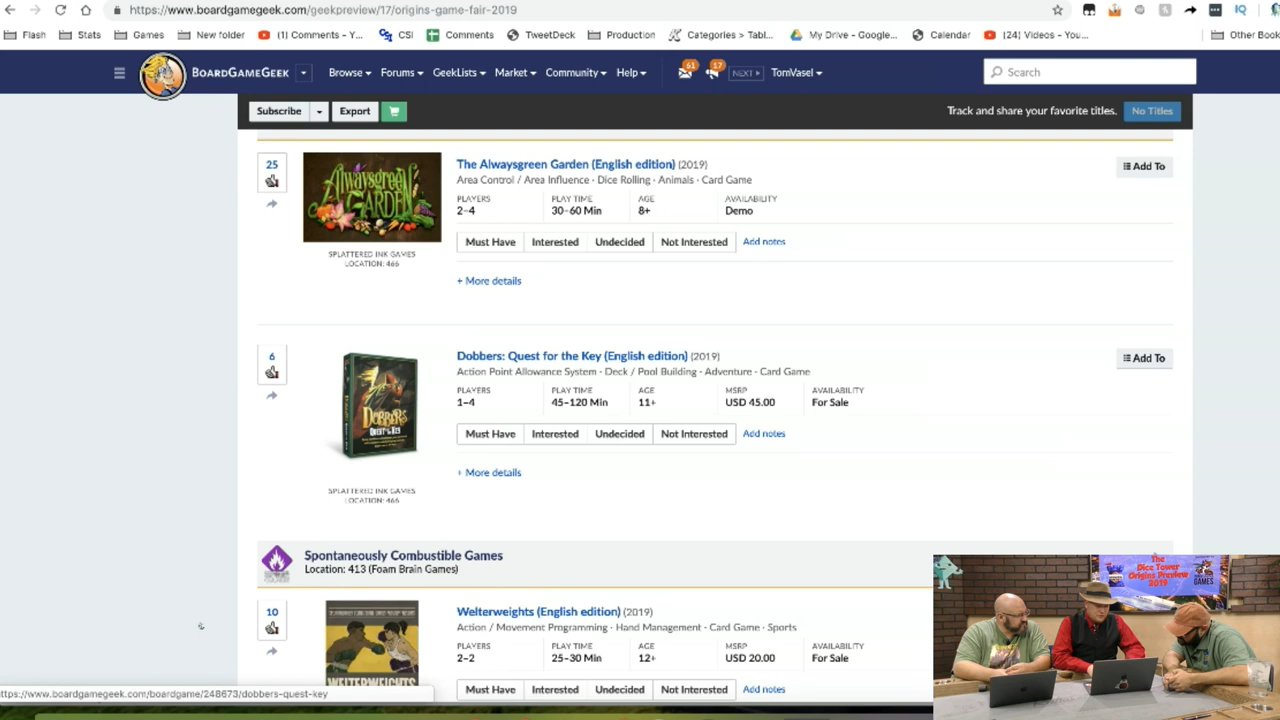 https://www.boardgamegeek.com/geekpreview/17/origins-game-fair-2019
Flash Stats Games New folder (1) Comments - Y... CSI Comments TweetDeck Production Categories > Tabl... My Drive - Google... Calendar (24) Videos - You... Other Book
BOARDGAMEGEEK Browse Forums GeekLists Market Community Help 61 17 NEXT TomVasel Search
Subscribe Export Track and share your favorite titles. No Titles
25
Alwaysgreen GARDEN
The Alwaysgreen Garden (English edition) (2019)
Add To
Area Control / Area Influence · Dice Rolling · Animals · Card Game
PLAYERS PLAY TIME AGE AVAILABILITY
2–4 30–60 Min 8+ Demo
Must Have Interested Undecided Not Interested Add notes
SPLATTERED INK GAMES
LOCATION: 466
+ More details
6
DOBBERS
QUEST for the KEY
Dobbers: Quest for the Key (English edition) (2019)
Add To
Action Point Allowance System · Deck / Pool Building · Adventure · Card Game
PLAYERS PLAY TIME AGE MSRP AVAILABILITY
1–4 45–120 Min 11+ USD 45.00 For Sale
Must Have Interested Undecided Not Interested Add notes
+ More details
SPLATTERED INK GAMES
LOCATION: 466
Spontaneously Combustible Games
Location: 413 (Foam Brain Games)
10
WELTERWEIGHTS
Welterweights (English edition) (2019)
Action / Movement Programming · Hand Management · Card Game · Sports
PLAYERS PLAY TIME AGE MSRP AVAILABILITY
2–2 25–30 Min 12+ USD 20.00 For Sale
Must Have Interested Undecided Not Interested Add notes
https://www.boardgamegeek.com/boardgame/248673/dobbers-quest-key
The
Dice Tower
Origins Preview
2019
GAMES